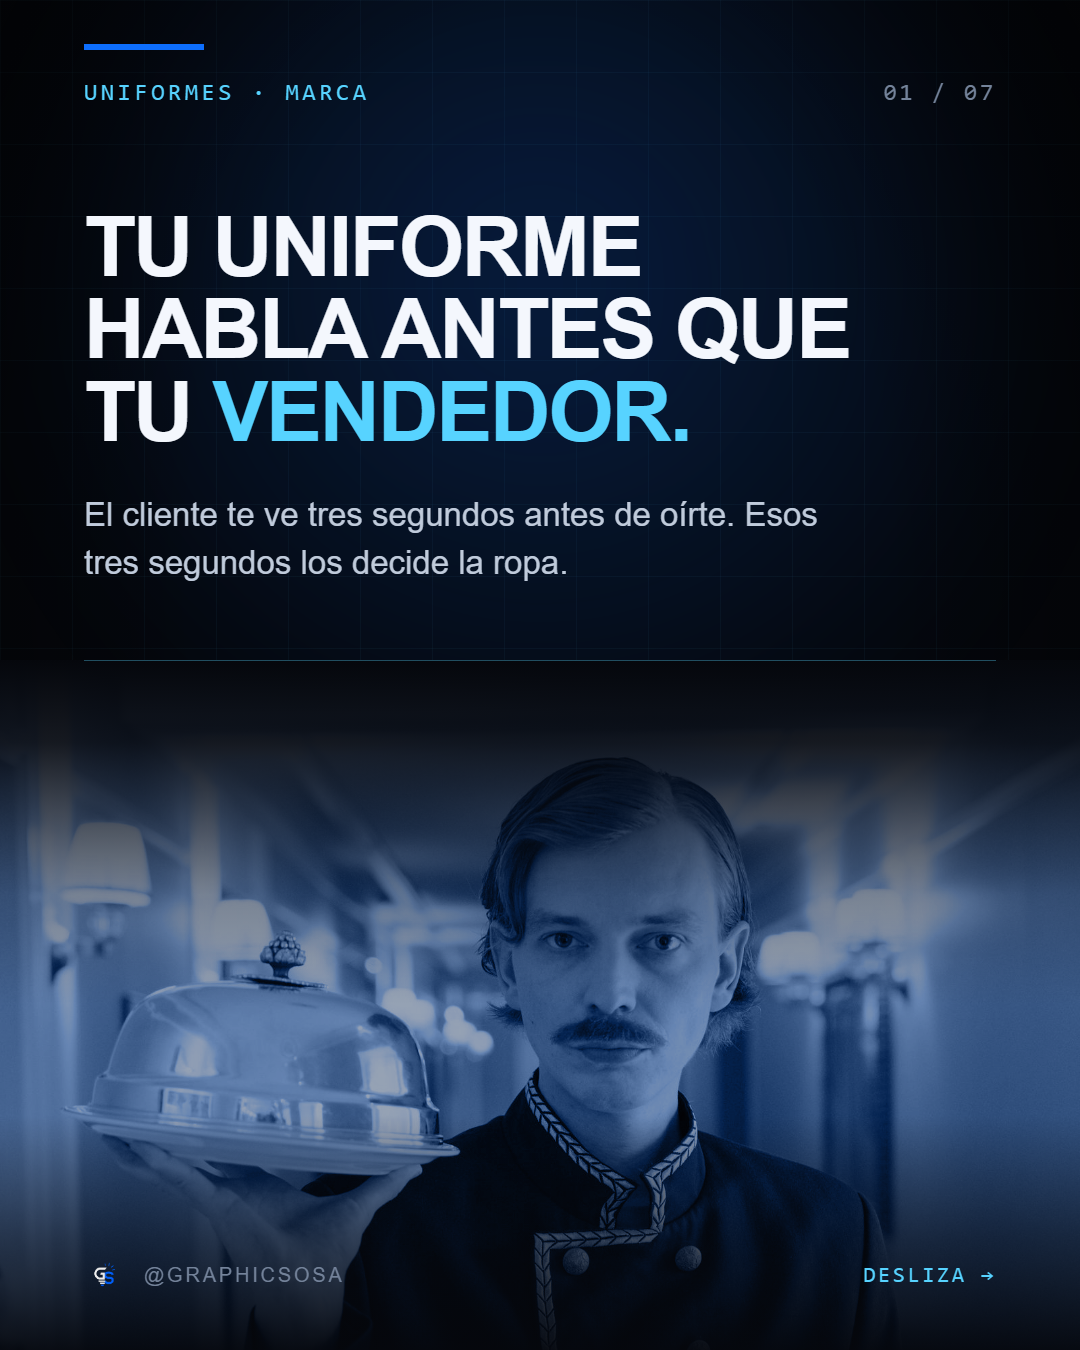 UNIFORMES · MARCA
01 / 07
TU UNIFORME
HABLA ANTES QUE
TU VENDEDOR.
El cliente te ve tres segundos antes de oírte. Esos
tres segundos los decide la ropa.
GS
@GRAPHICSOSA
DESLIZA →